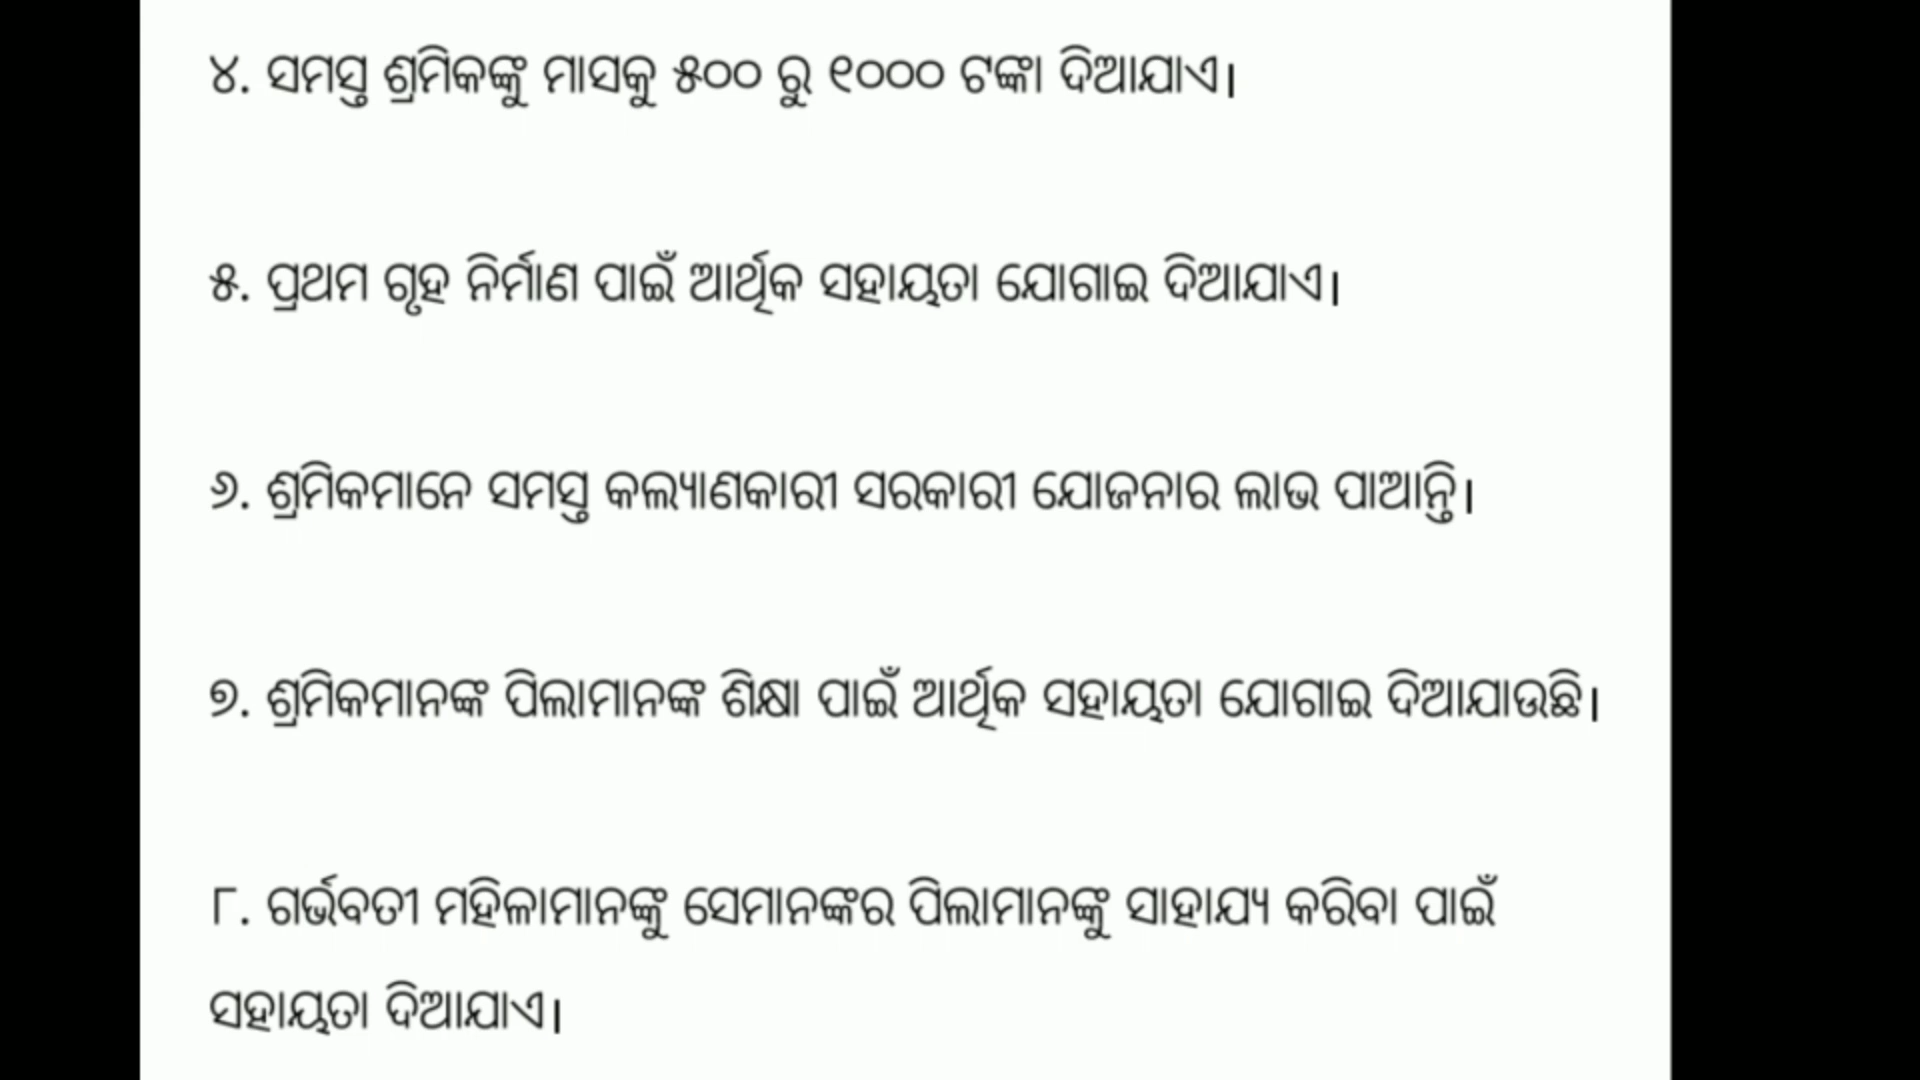 ୪. ସମସ୍ତ ଶ୍ରମିକଙ୍କୁ ମାସକୁ ୫୦୦ ରୁ ୧୦୦୦ ଟଙ୍କା ଦିଆଯାଏ।
୫. ପ୍ରଥମ ଗୃହ ନିର୍ମାଣ ପାଇଁ ଆର୍ଥିକ ସହାୟତା ଯୋଗାଇ ଦିଆଯାଏ।
୬. ଶ୍ରମିକମାନେ ସମସ୍ତ କଲ୍ୟାଣକାରୀ ସରକାରୀ ଯୋଜନାର ଲାଭ ପାଆନ୍ତି।
୭. ଶ୍ରମିକମାନଙ୍କ ପିଲାମାନଙ୍କ ଶିକ୍ଷା ପାଇଁ ଆର୍ଥିକ ସହାୟତା ଯୋଗାଇ ଦିଆଯାଉଛି।
୮. ଗର୍ଭବତୀ ମହିଳାମାନଙ୍କୁ ସେମାନଙ୍କର ପିଲାମାନଙ୍କୁ ସାହାଯ୍ୟ କରିବା ପାଇଁ
ସହାୟତା ଦିଆଯାଏ।